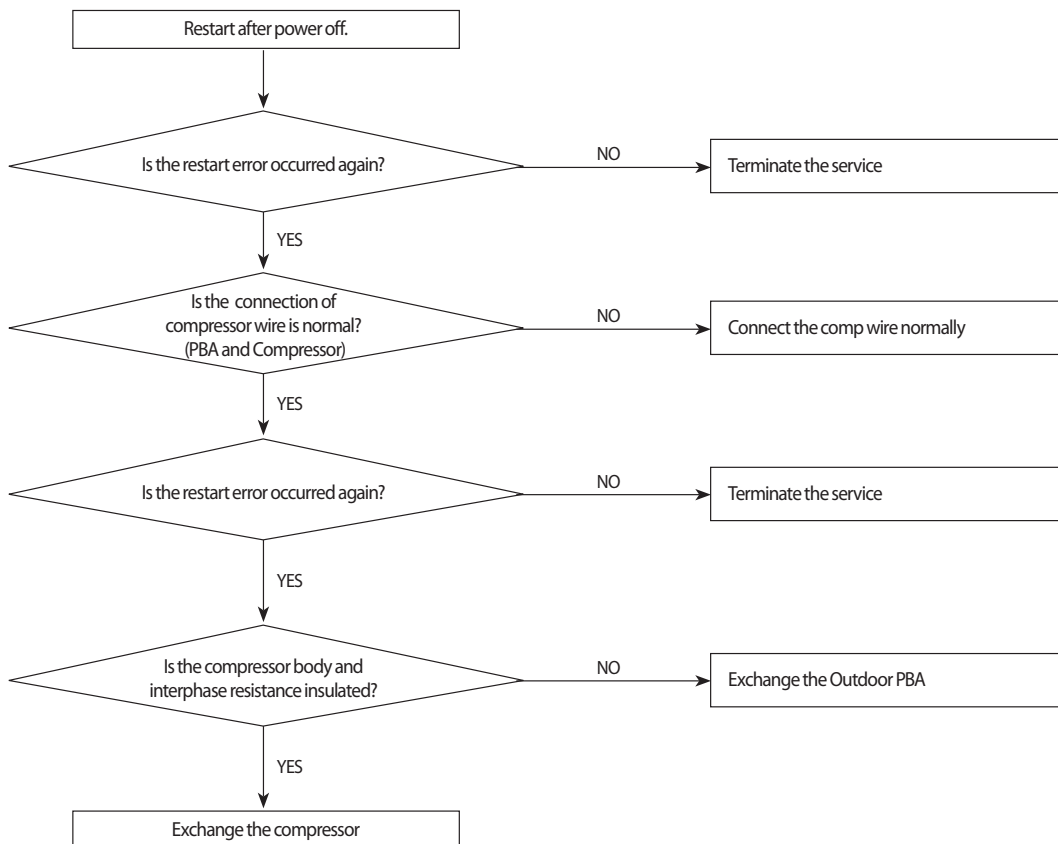 Restart after power off.
Is the restart error occurred again?
NO
Terminate the service
YES
Is the connection of
compressor wire is normal?
(PBA and Compressor)
NO
Connect the comp wire normally
YES
Is the restart error occurred again?
NO
Terminate the service
YES
Is the compressor body and
interphase resistance insulated?
NO
Exchange the Outdoor PBA
YES
Exchange the compressor